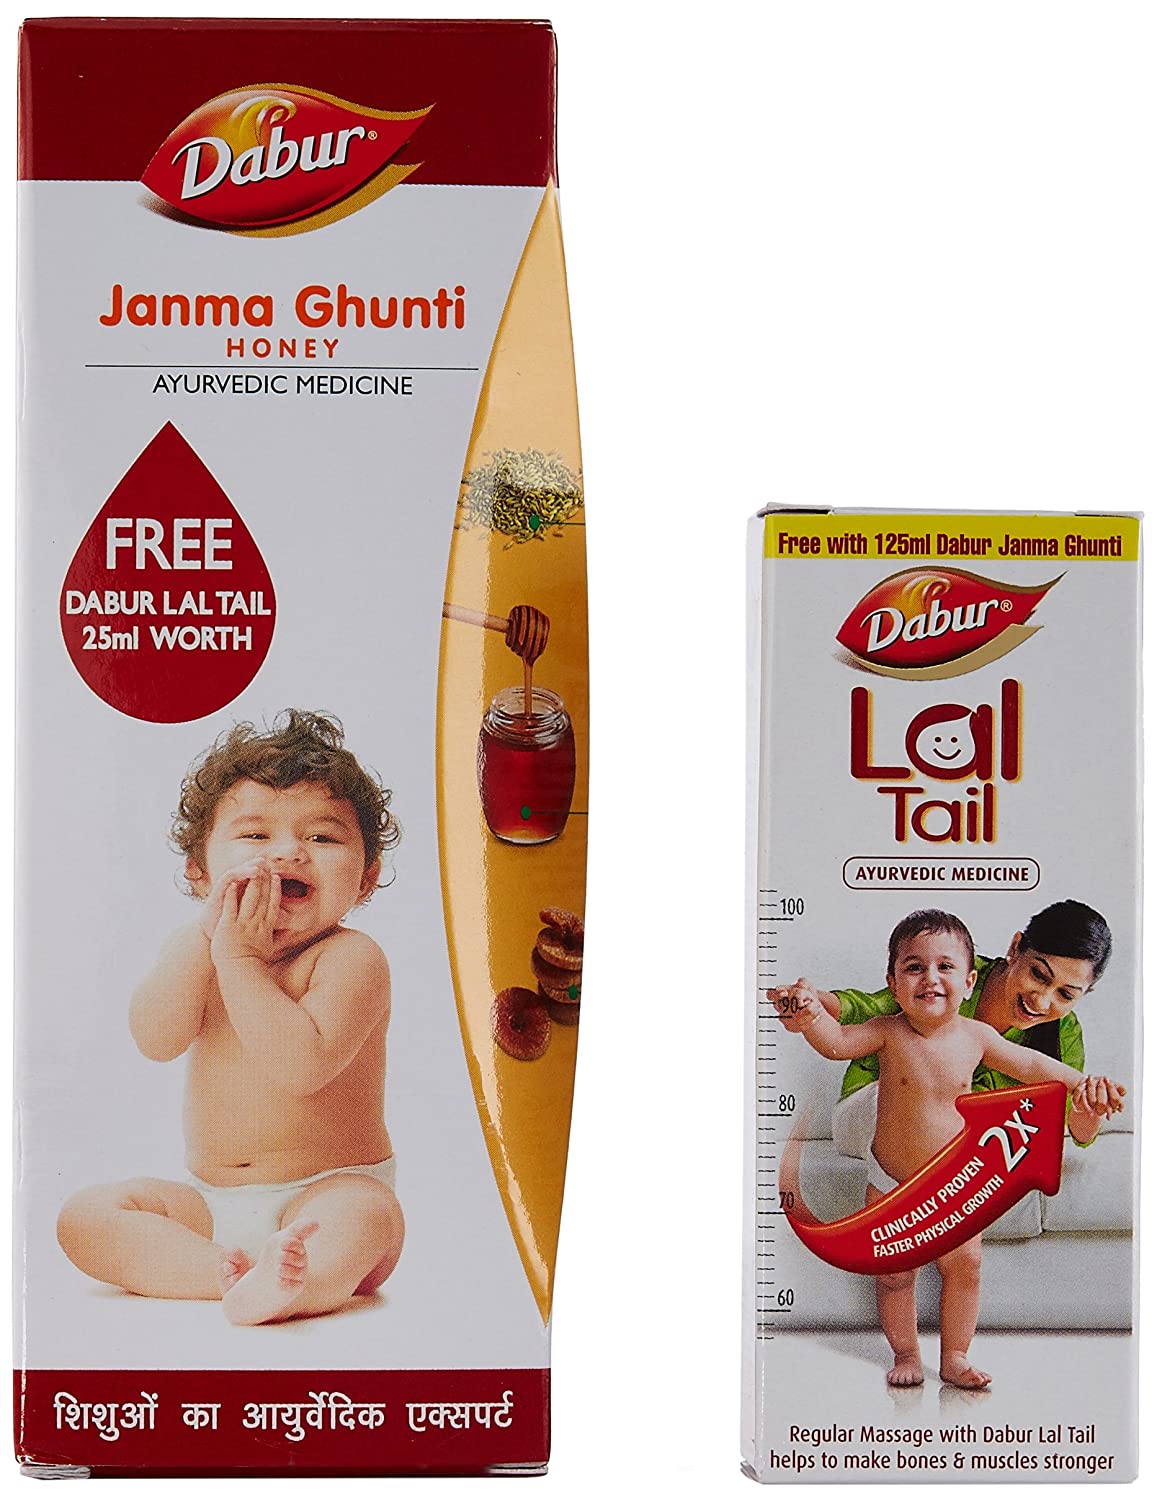 Dabur®
Janma Ghunti
HONEY
AYURVEDIC MEDICINE
FREE
DABUR LAL TAIL
25ml WORTH
शिशुओं का आयुर्वेदिक एक्सपर्ट
Free with 125ml Dabur Janma Ghunti
Dabur®
Lal
Tail
AYURVEDIC MEDICINE
100
90
80
70
60
CLINICALLY PROVEN 2x*
FASTER PHYSICAL GROWTH
Regular Massage with Dabur Lal Tail
helps to make bones & muscles stronger